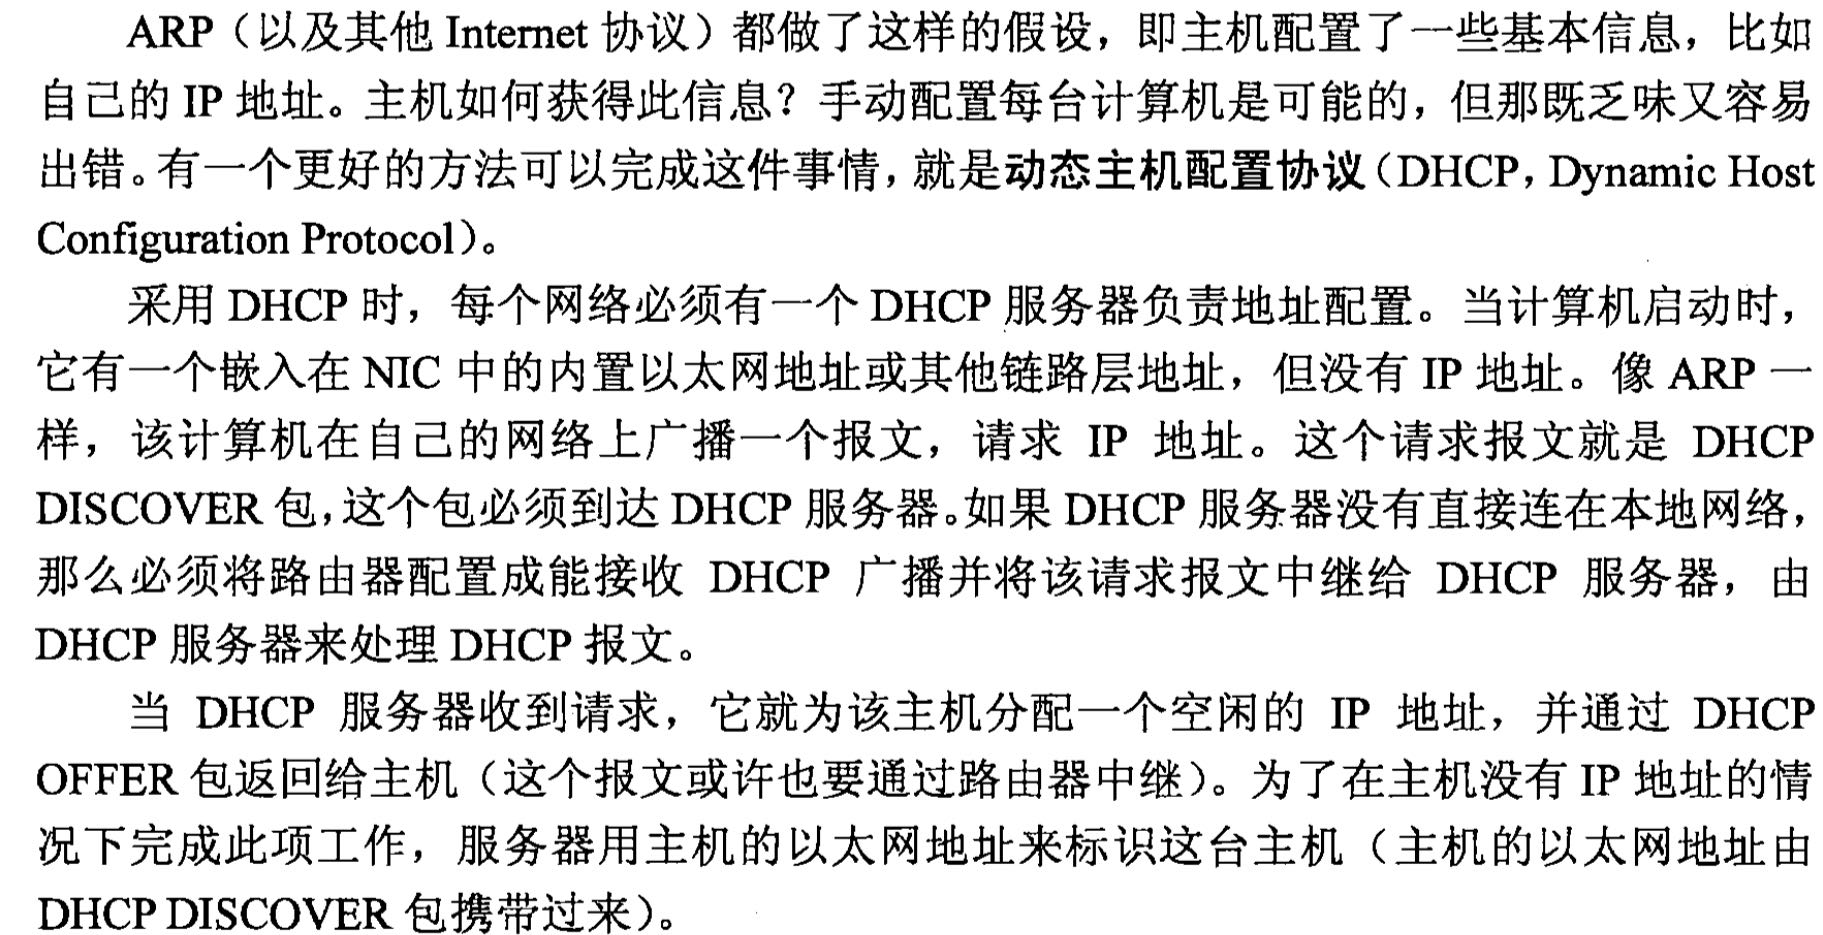 ARP（以及其他 Internet 协议）都做了这样的假设，即主机配置了一些基本信息，比如
自己的 IP 地址。主机如何获得此信息？手动配置每台计算机是可能的，但那既乏味又容易
出错。有一个更好的方法可以完成这件事情，就是动态主机配置协议（DHCP，Dynamic Host
Configuration Protocol）。
采用 DHCP 时，每个网络必须有一个 DHCP 服务器负责地址配置。当计算机启动时，
它有一个嵌入在 NIC 中的内置以太网地址或其他链路层地址，但没有 IP 地址。像 ARP 一
样，该计算机在自己的网络上广播一个报文，请求 IP 地址。这个请求报文就是 DHCP
DISCOVER 包，这个包必须到达 DHCP 服务器。如果 DHCP 服务器没有直接连在本地网络，
那么必须将路由器配置成能接收 DHCP 广播并将该请求报文中继给 DHCP 服务器，由
DHCP 服务器来处理 DHCP 报文。
当 DHCP 服务器收到请求，它就为该主机分配一个空闲的 IP 地址，并通过 DHCP
OFFER 包返回给主机（这个报文或许也要通过路由器中继）。为了在主机没有 IP 地址的情
况下完成此项工作，服务器用主机的以太网地址来标识这台主机（主机的以太网地址由
DHCP DISCOVER 包携带过来）。